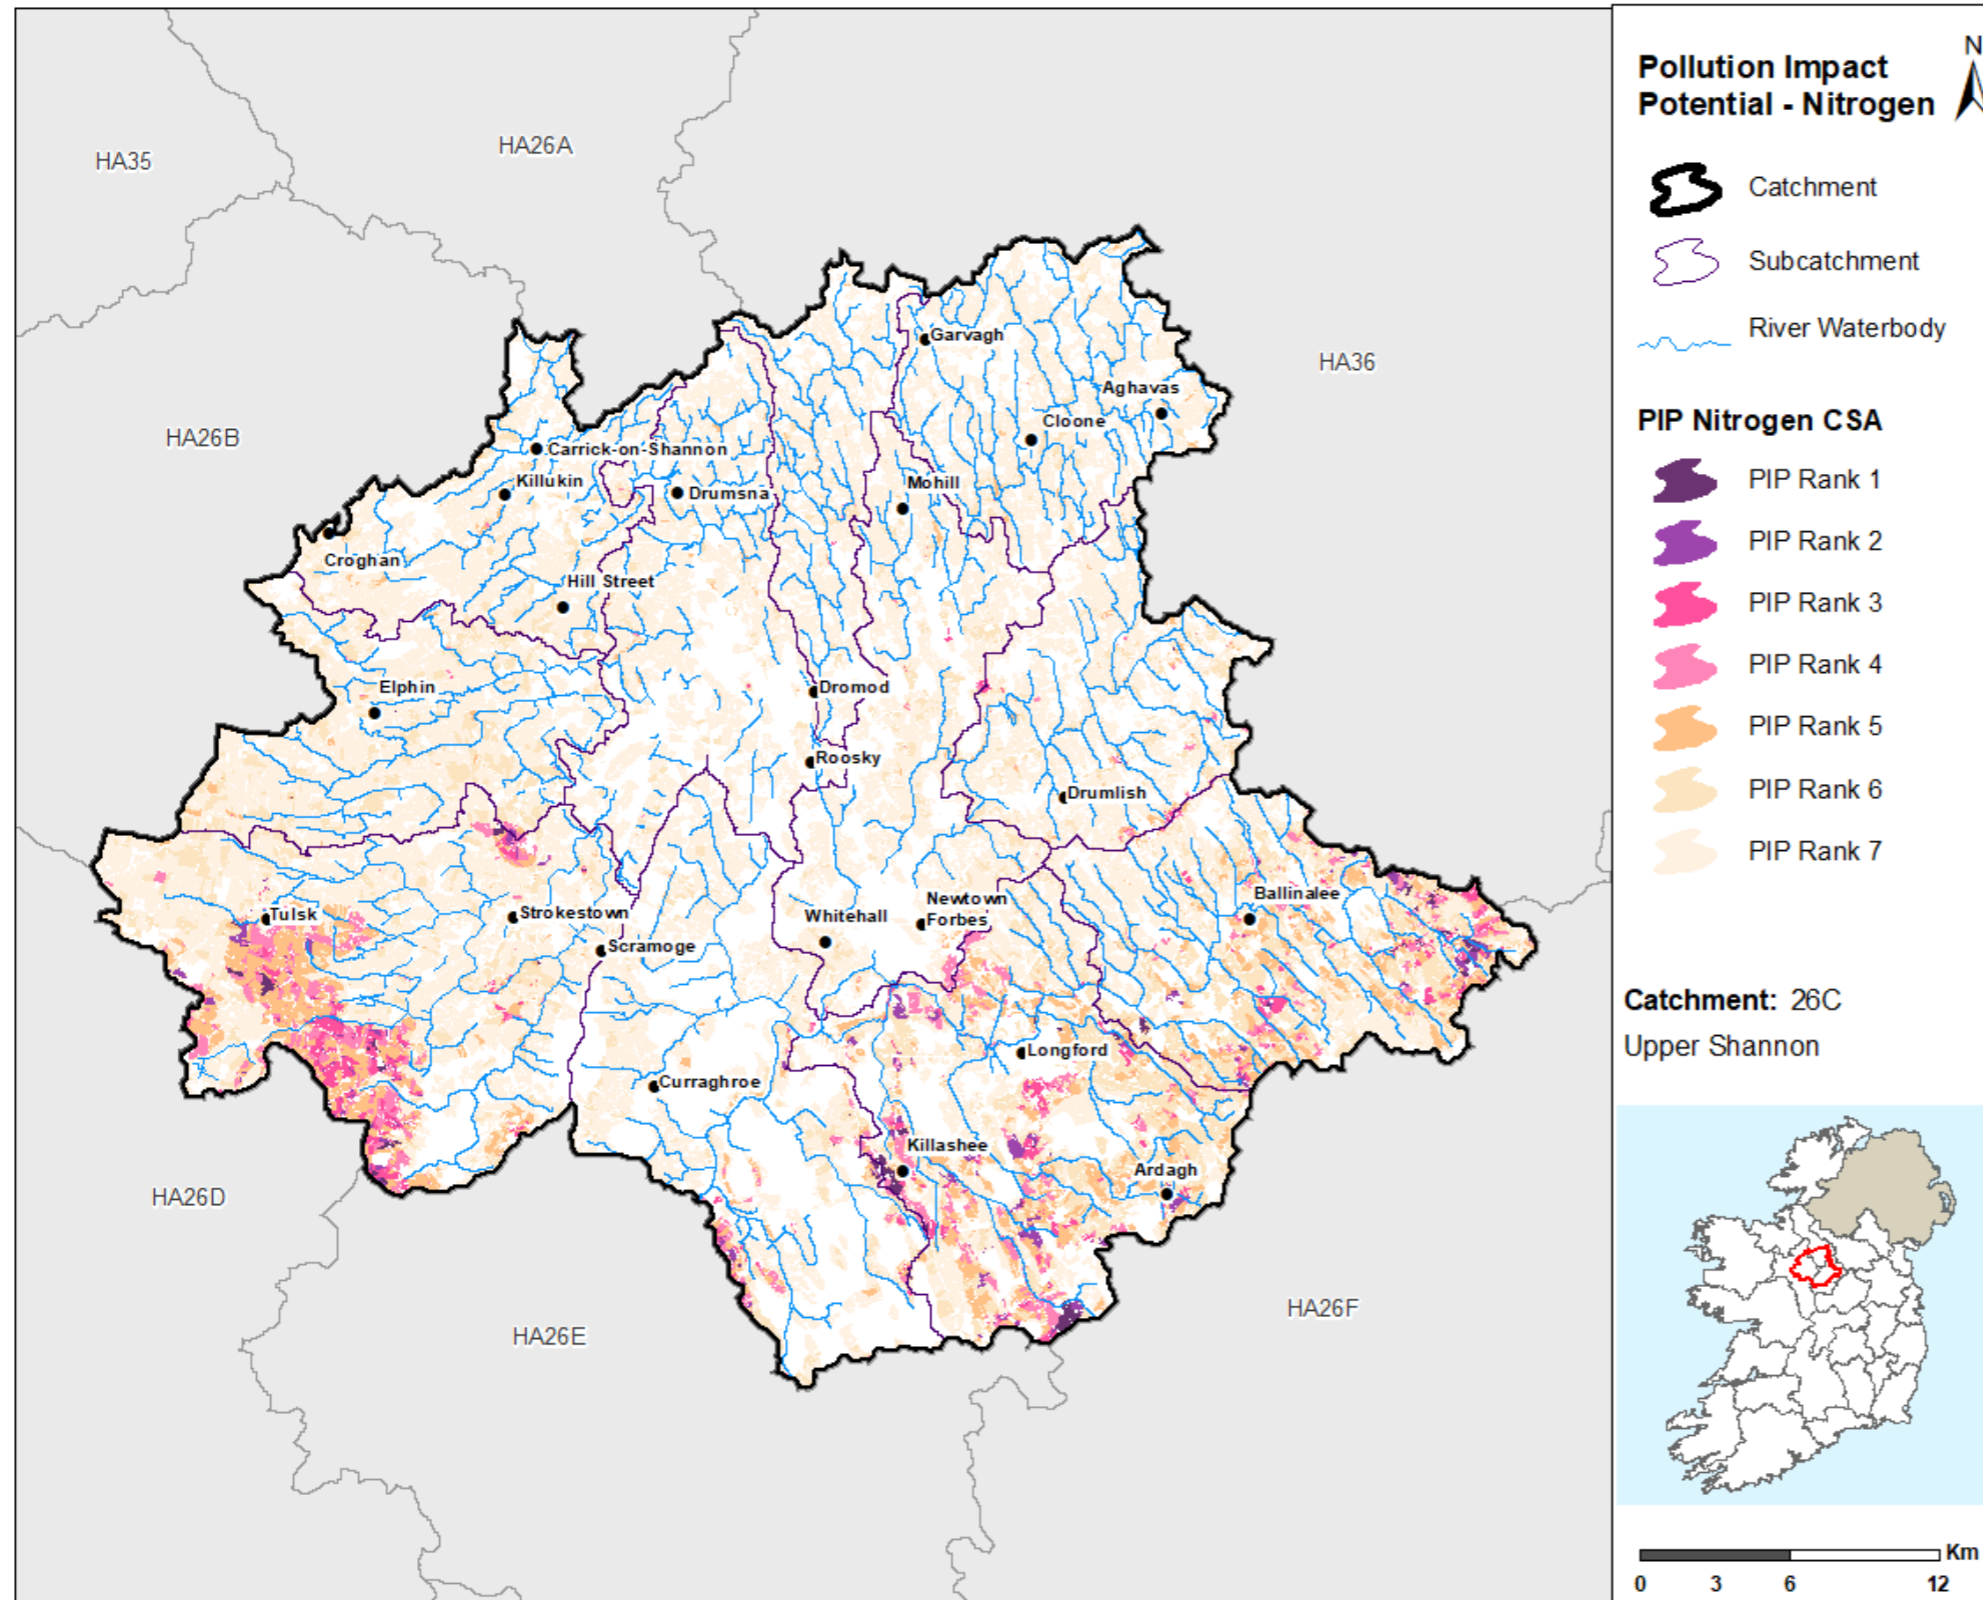 HA35
HA26A
HA36
HA26B
HA26D
HA26E
HA26F
Garvagh
Aghavas
Cloone
Carrick-on-Shannon
Killukin
Drumsna
Mohill
Croghan
Hill Street
Elphin
Dromod
Roosky
Drumlish
Ballinalee
Tulsk
Strokestown
Scramoge
Whitehall
Newtown
Forbes
Longford
Curraghroe
Killashee
Ardagh
Pollution Impact
Potential - Nitrogen
N
Catchment
Subcatchment
River Waterbody
PIP Nitrogen CSA
PIP Rank 1
PIP Rank 2
PIP Rank 3
PIP Rank 4
PIP Rank 5
PIP Rank 6
PIP Rank 7
Catchment: 26C
Upper Shannon
Km
0 3 6 12